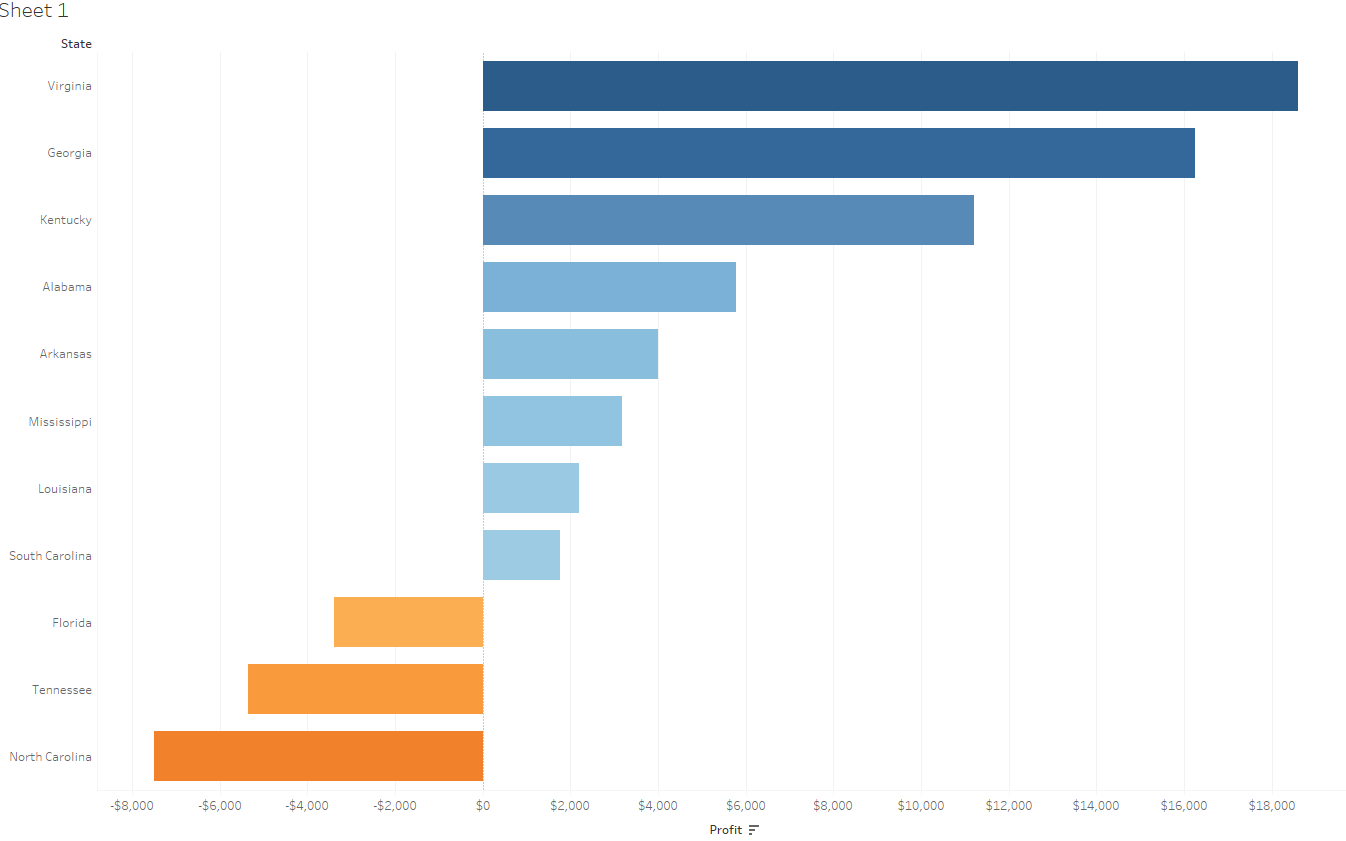 Sheet 1
State
Virginia
Georgia
Kentucky
Alabama
Arkansas
Mississippi
Louisiana
South Carolina
Florida
Tennessee
North Carolina
-$8,000 -$6,000 -$4,000 -$2,000 $0 $2,000 $4,000 $6,000 $8,000 $10,000 $12,000 $14,000 $16,000 $18,000
Profit